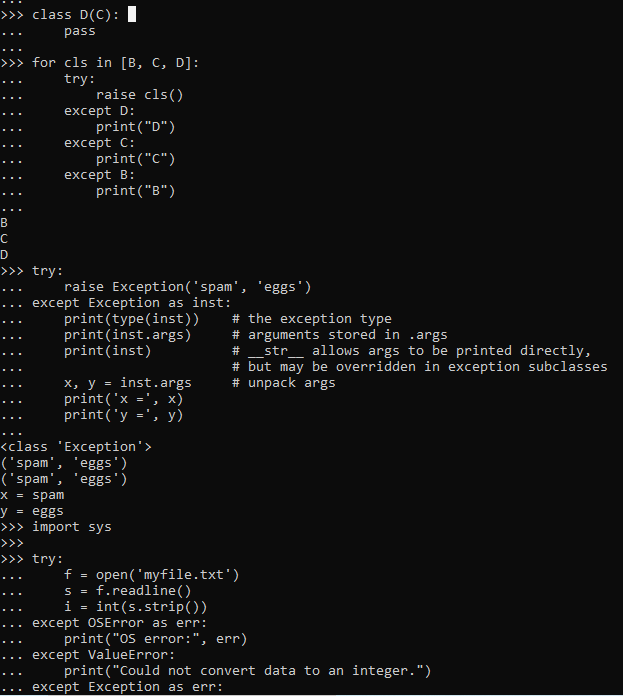 ...
>>> class D(C):
...     pass
...
>>> for cls in [B, C, D]:
...     try:
...         raise cls()
...     except D:
...         print("D")
...     except C:
...         print("C")
...     except B:
...         print("B")
...
B
C
D
>>> try:
...     raise Exception('spam', 'eggs')
... except Exception as inst:
...     print(type(inst))    # the exception type
...     print(inst.args)     # arguments stored in .args
...     print(inst)          # __str__ allows args to be printed directly,
...                          # but may be overridden in exception subclasses
...     x, y = inst.args     # unpack args
...     print('x =', x)
...     print('y =', y)
...
<class 'Exception'>
('spam', 'eggs')
('spam', 'eggs')
x = spam
y = eggs
>>> import sys
>>>
>>> try:
...     f = open('myfile.txt')
...     s = f.readline()
...     i = int(s.strip())
... except OSError as err:
...     print("OS error:", err)
... except ValueError:
...     print("Could not convert data to an integer.")
... except Exception as err: